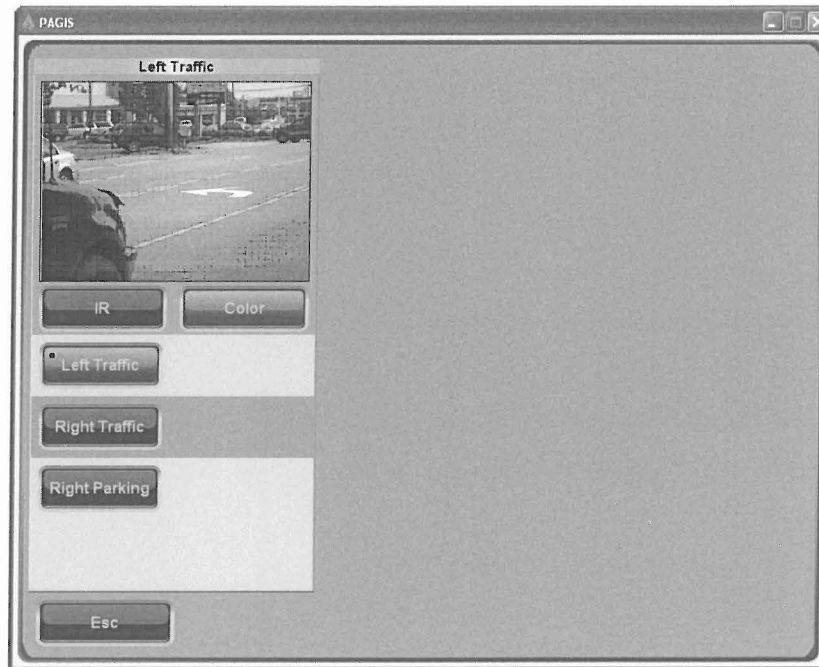 PAGIS
Left Traffic
IR
Color
Left Traffic
Right Traffic
Right Parking
Esc